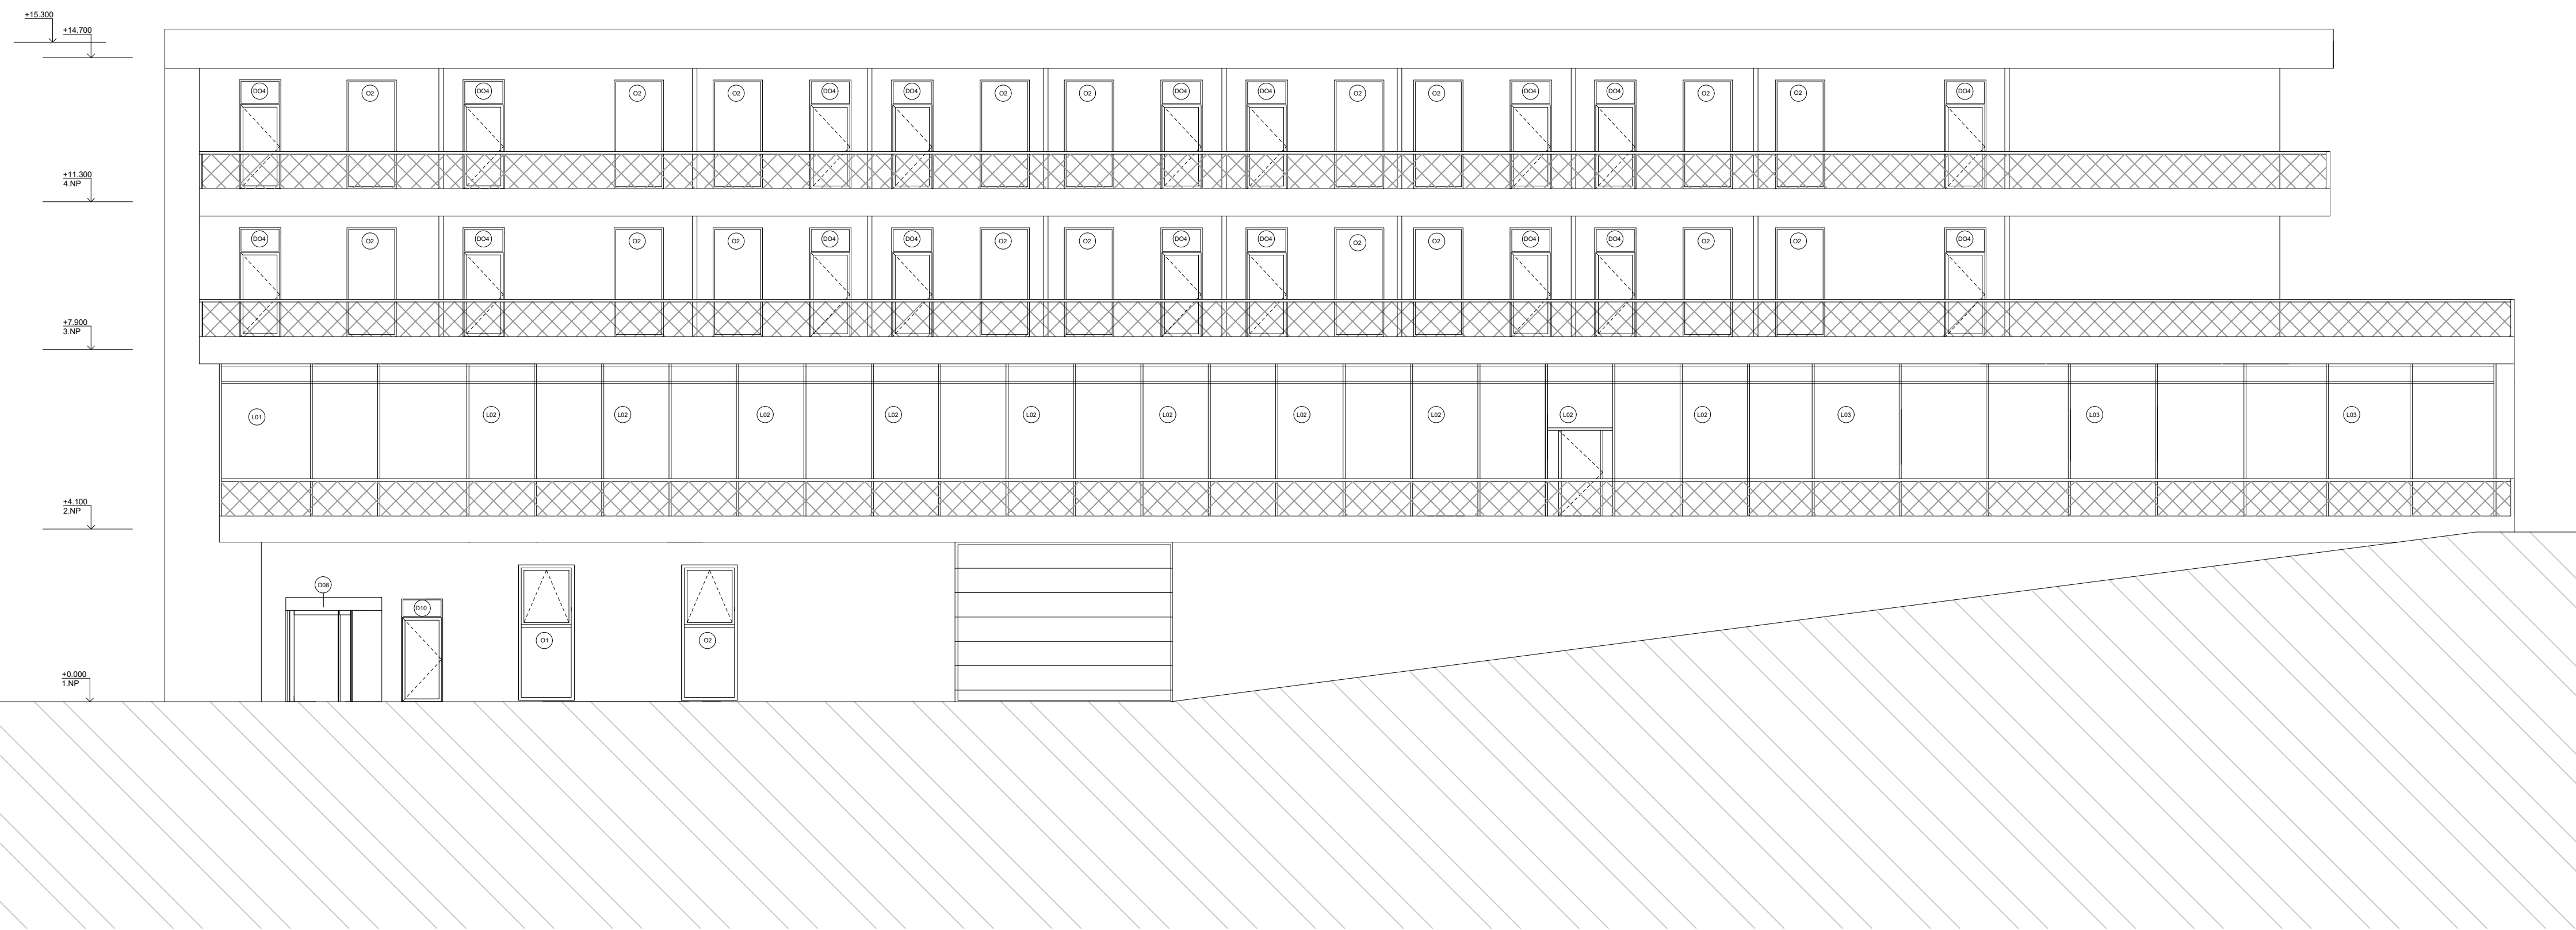 +15.300
+14.700
DO4 O2 DO4 O2 O2 DO4 DO4 O2 O2 DO4 DO4 O2 O2 DO4 DO4 O2 O2 DO4
+11.300
4.NP
DO4 O2 DO4 O2 O2 DO4 DO4 O2 O2 DO4 DO4 O2 O2 DO4 DO4 O2 O2 DO4
+7.900
3.NP
L01 L02 L02 L02 L02 L02 L02 L02 L02 L02 L02 L03 L03 L03
+4.100
2.NP
D08
D10
O1 O2
+0.000
1.NP